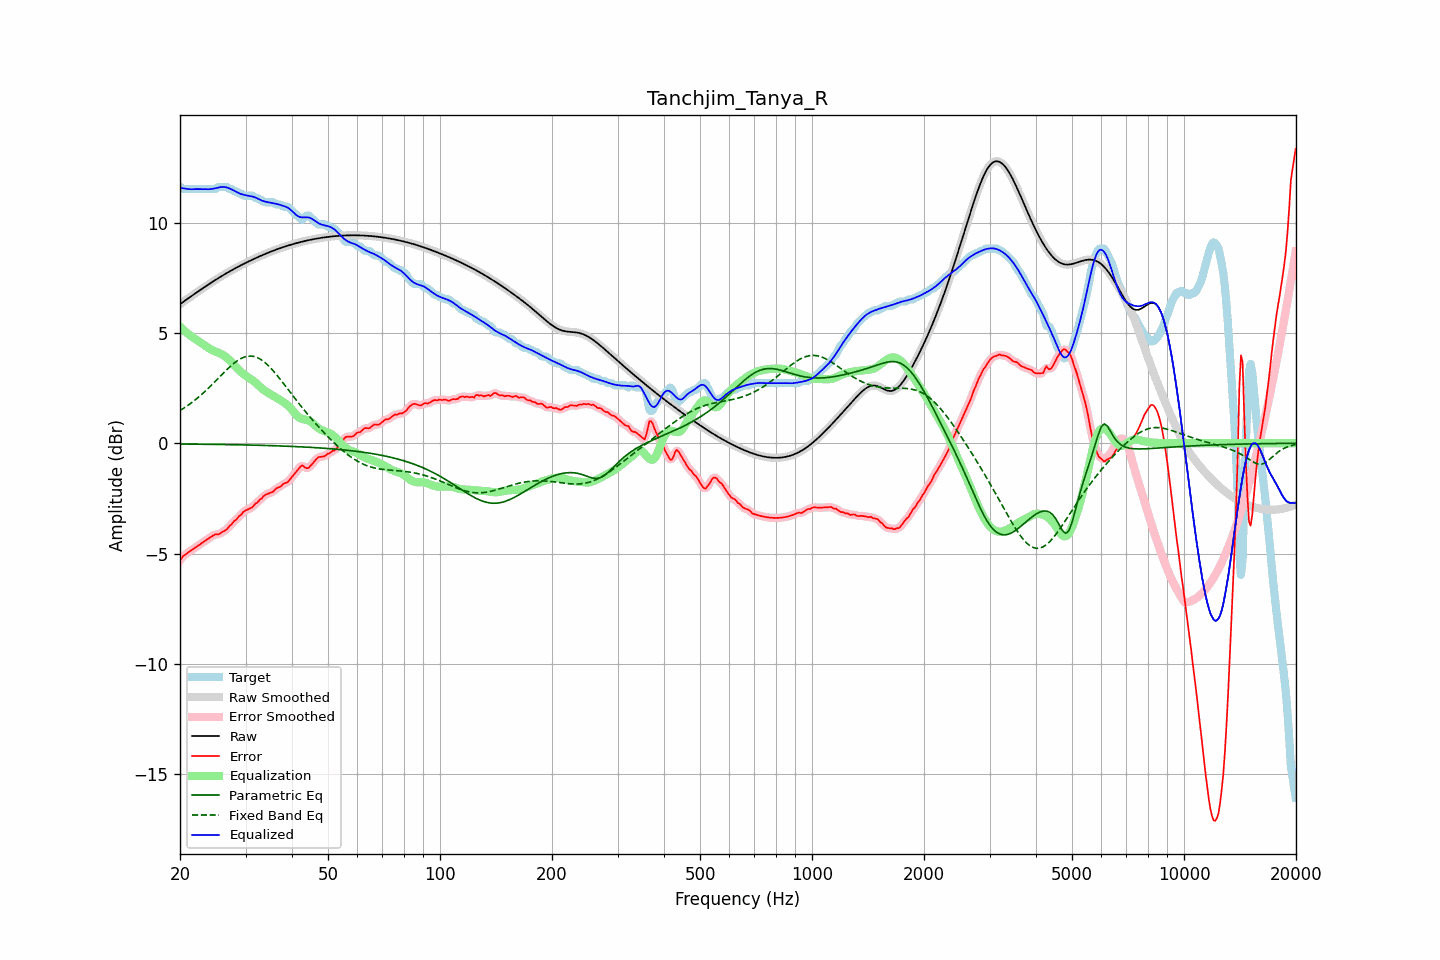 Tanchjim_Tanya_R
Amplitude (dBr)
10
5
0
−5
−10
−15
Target
Raw Smoothed
Error Smoothed
Raw
Error
Equalization
Parametric Eq
Fixed Band Eq
Equalized
20 50 100 200 500 1000 2000 5000 10000 20000
Frequency (Hz)